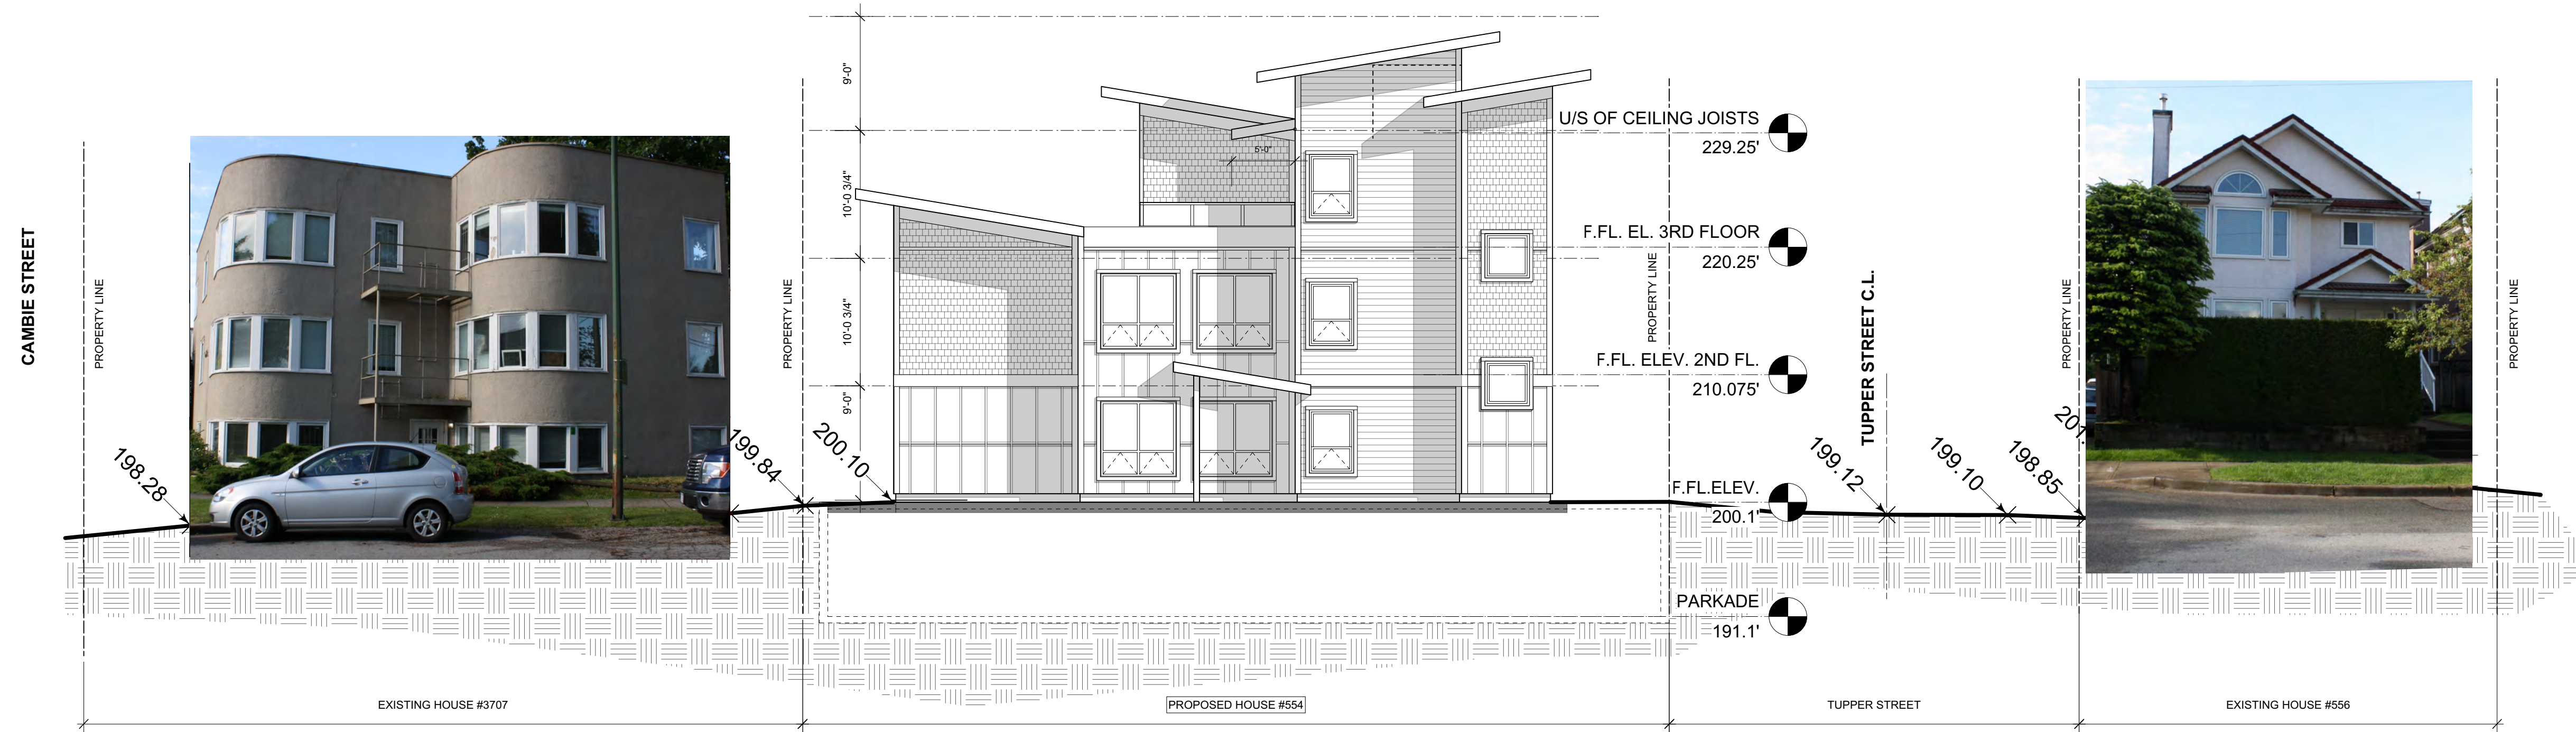 CAMBIE STREET
PROPERTY LINE
198.28
199.84
PROPERTY LINE
200.10
9'-0"
10'-0 3/4"
10'-0 3/4"
9'-0"
5'-0"
U/S OF CEILING JOISTS
229.25'
F.FL. EL. 3RD FLOOR
220.25'
PROPERTY LINE
F.FL. ELEV. 2ND FL.
210.075'
F.FL.ELEV.
200.1'
PARKADE
191.1'
TUPPER STREET C.L.
199.12
199.10
198.85
PROPERTY LINE
201.
PROPERTY LINE
EXISTING HOUSE #3707
PROPOSED HOUSE #554
TUPPER STREET
EXISTING HOUSE #556